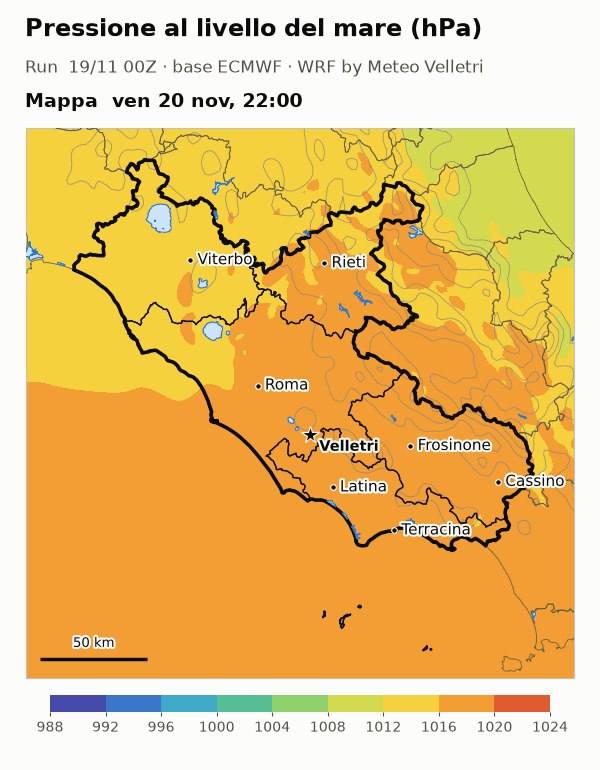 Pressione al livello del mare (hPa)
Run  19/11 00Z · base ECMWF · WRF by Meteo Velletri
Mappa  ven 20 nov, 22:00
Viterbo
Rieti
Roma
Velletri
Frosinone
Cassino
Latina
Terracina
50 km
988 992 996 1000 1004 1008 1012 1016 1020 1024